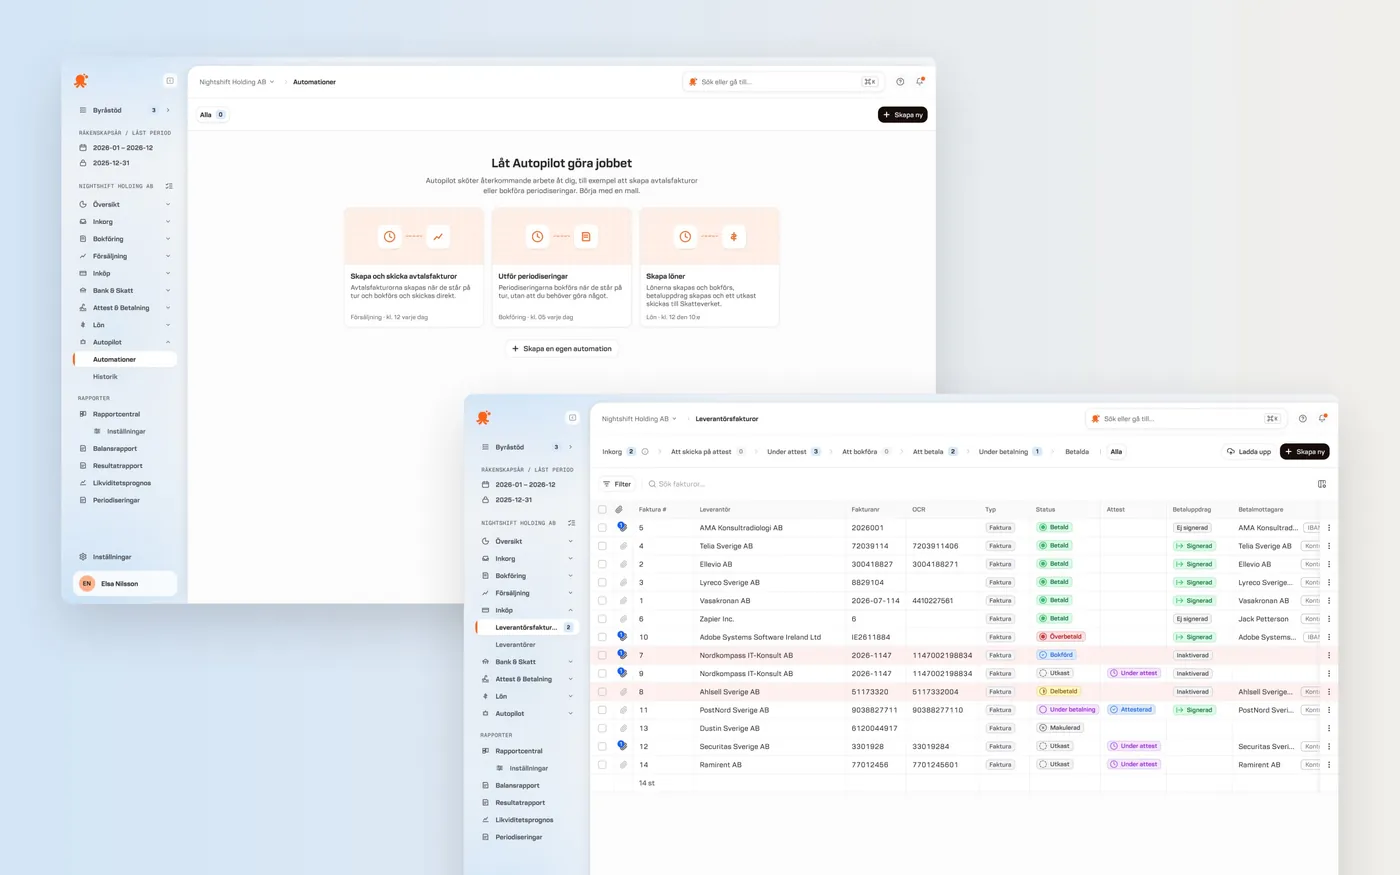 Nightshift Holding AB
Automationer
Sök eller gå till...
⌘K
Byråstöd 3
Alla 0
Skapa ny
RÄKENSKAPSÅR / LÅST PERIOD
2026-01 – 2026-12
2025-12-31
NIGHTSHIFT HOLDING AB
Översikt
Inkorg
Bokföring
Försäljning
Inköp
Bank & Skatt
Attest & Betalning
Lön
Autopilot
Automationer
Historik
RAPPORTER
Rapportcentral
Inställningar
Balansrapport
Resultatrapport
Likviditetsprognos
Periodiseringar
Inställningar
EN Elsa Nilsson
Låt Autopilot göra jobbet
Autopilot sköter återkommande arbete åt dig, till exempel att skapa avtalsfakturor
eller bokföra periodiseringar. Börja med en mall.
Skapa och skicka avtalsfakturor
Avtalsfakturorna skapas när de står på
tur och bokförs och skickas direkt.
Försäljning · kl. 12 varje dag
Utför periodiseringar
Periodiseringarna bokförs när de står på
tur, utan att du behöver göra något.
Bokföring · kl. 05 varje dag
Skapa löner
Lönerna skapas och bokförs,
betaluppdrag skapas och ett utkast
skickas till Skatteverket.
Lön · kl. 12 den 10:e
Skapa en egen automation
Nightshift Holding AB
Leverantörsfakturor
Sök eller gå till...
⌘K
Byråstöd 3
RÄKENSKAPSÅR / LÅST PERIOD
2026-01 – 2026-12
2025-12-31
NIGHTSHIFT HOLDING AB
Översikt
Inkorg
Bokföring
Försäljning
Inköp
Leverantörsfaktur... 2
Leverantörer
Bank & Skatt
Attest & Betalning
Lön
Autopilot
RAPPORTER
Rapportcentral
Inställningar
Balansrapport
Resultatrapport
Likviditetsprognos
Periodiseringar
Inkorg 2 Att skicka på attest 0 Under attest 3 Att bokföra 0 Att betala 2 Under betalning 1 Betalda Alla
Ladda upp
Skapa ny
Filter
Sök fakturor...
Faktura # Leverantör Fakturanr OCR Typ Status Attest Betaluppdrag Betalmottagare
1 5 AMA Konsultradiologi AB 2026001 Faktura Betald Ej signerad AMA Konsultrad... IBA
4 Telia Sverige AB 72039114 7203911406 Faktura Betald Signerad Telia Sverige AB Kont
2 Ellevio AB 300418827 3004188271 Faktura Betald Signerad Ellevio AB Kont
3 Lyreco Sverige AB 8829104 Faktura Betald Signerad Lyreco Sverige... Kont
1 Vasakronan AB 2026-07-114 4410227561 Faktura Betald Signerad Vasakronan AB Kont
6 Zapier Inc. 6 Faktura Betald Ej signerad Jack Petterson Kont
1 10 Adobe Systems Software Ireland Ltd IE2611884 Faktura Överbetald Signerad Adobe Systems... IBA
1 7 Nordkompass IT-Konsult AB 2026-1147 1147002198834 Faktura Bokförd Inaktiverad
1 9 Nordkompass IT-Konsult AB 2026-1147 1147002198834 Faktura Utkast Under attest Inaktiverad
8 Ahlsell Sverige AB 51173320 5117332004 Faktura Delbetald Inaktiverad Ahlsell Sverige... Kont
11 PostNord Sverige AB 9038827711 90388277110 Faktura Under betalning Attesterad Signerad PostNord Sveri... Kont
13 Dustin Sverige AB 6120044917 Faktura Makulerad
1 12 Securitas Sverige AB 3301928 33019284 Faktura Utkast Under attest Securitas Sveri... Kont
14 Ramirent AB 77012456 7701245601 Faktura Utkast Under attest Ramirent AB Kont
14 st